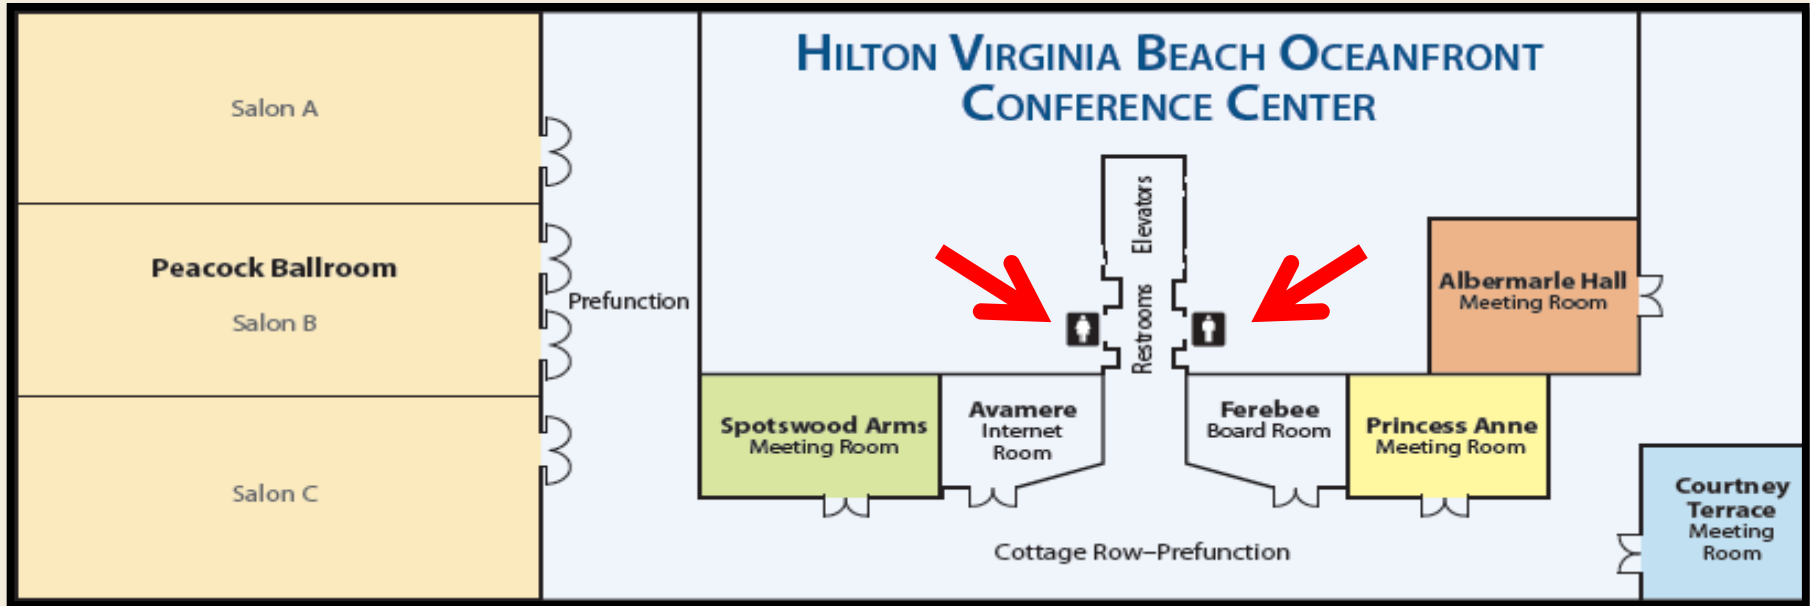 HILTON VIRGINIA BEACH OCEANFRONT
CONFERENCE CENTER
Salon A
Peacock Ballroom
Salon B
Salon C
Prefunction
Elevators
Restrooms
Albermarle Hall
Meeting Room
Spotswood Arms
Meeting Room
Avamere
Internet
Room
Ferebee
Board Room
Princess Anne
Meeting Room
Courtney
Terrace
Meeting
Room
Cottage Row–Prefunction